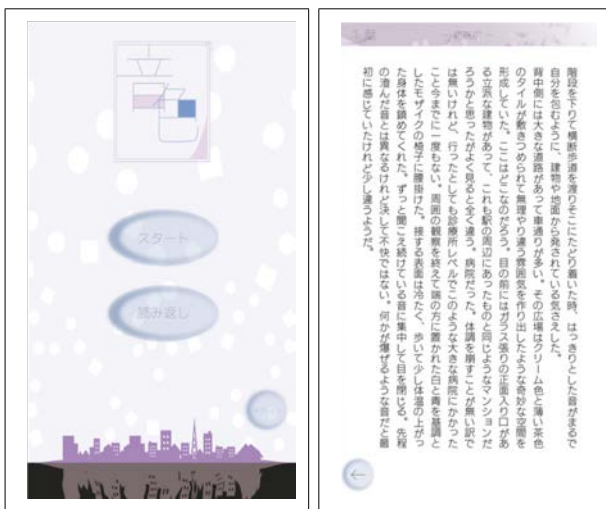 音色
スタート
読み返し
階段を下りて横断歩道を渡りそこにたどり着いた時、はっきりとした音がまるで
自分を包むように、建物や地面から発されている気さえした。
背中側には大きな道路があって車通りが多い。その広場はクリーム色と薄い茶色
のタイルが敷きつめられて無理やり違う雰囲気を作り出したような奇妙な空間を
形成していた。ここはどこなのだろう。目の前にはガラス張りの正面入り口があ
る立派な建物があって、これも駅の周辺にあったものと同じようなマンションだ
ろうかと思ったがよく見ると全く違う。病院だった。体調を崩すことが無い訳で
は無いけれど、行ったとしても診療所レベルでこのような大きな病院にかかった
こと今までに一度もない。周囲の観察を終えて端の方に置かれた白と青を基調と
したモザイクの椅子に腰掛けた。接する表面は冷たく、歩いて少し体温の上がっ
た身体を鎮めてくれた。ずっと聞こえ続けている音に集中して目を閉じる。先程
の澄んだ音とは異なるけれど決して不快ではない。何かが爆ぜるような音だと最
初に感じていたけれど少し違うようだ。
←